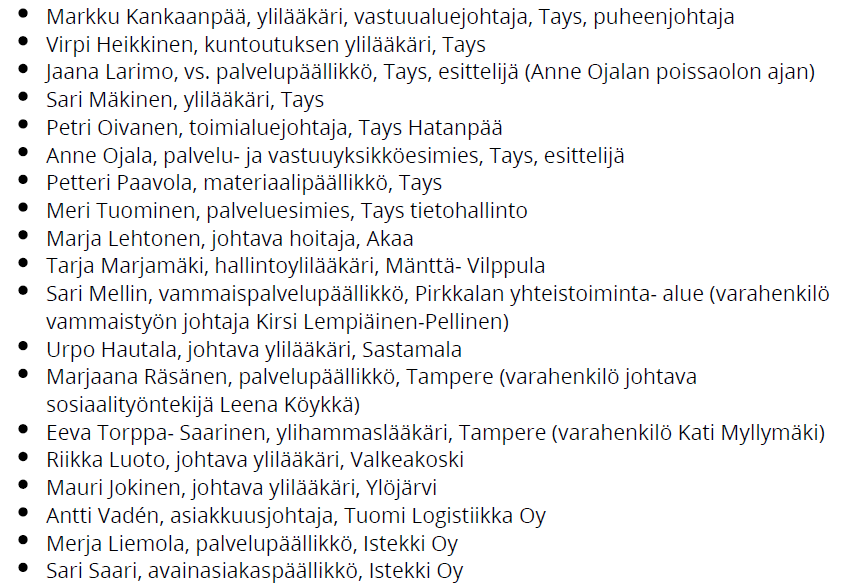 • Markku Kankaanpää, ylilääkäri, vastuualuejohtaja, Tays, puheenjohtaja
• Virpi Heikkinen, kuntoutuksen ylilääkäri, Tays
• Jaana Larimo, vs. palvelupäällikkö, Tays, esittelijä (Anne Ojalan poissaolon ajan)
• Sari Mäkinen, ylilääkäri, Tays
• Petri Oivanen, toimialuejohtaja, Tays Hatanpää
• Anne Ojala, palvelu- ja vastuuyksikköesimies, Tays, esittelijä
• Petteri Paavola, materiaalipäällikkö, Tays
• Meri Tuominen, palveluesimies, Tays tietohallinto
• Marja Lehtonen, johtava hoitaja, Akaa
• Tarja Marjamäki, hallintoylilääkäri, Mänttä- Vilppula
• Sari Mellin, vammaispalvelupäällikkö, Pirkkalan yhteistoiminta- alue (varahenkilö
vammaistyön johtaja Kirsi Lempiäinen-Pellinen)
• Urpo Hautala, johtava ylilääkäri, Sastamala
• Marjaana Räsänen, palvelupäällikkö, Tampere (varahenkilö johtava
sosiaalityöntekijä Leena Köykkä)
• Eeva Torppa- Saarinen, ylihammaslääkäri, Tampere (varahenkilö Kati Myllymäki)
• Riikka Luoto, johtava ylilääkäri, Valkeakoski
• Mauri Jokinen, johtava ylilääkäri, Ylöjärvi
• Antti Vadén, asiakkuusjohtaja, Tuomi Logistiikka Oy
• Merja Liemola, palvelupäällikkö, Istekki Oy
• Sari Saari, avainasiakaspäällikkö, Istekki Oy